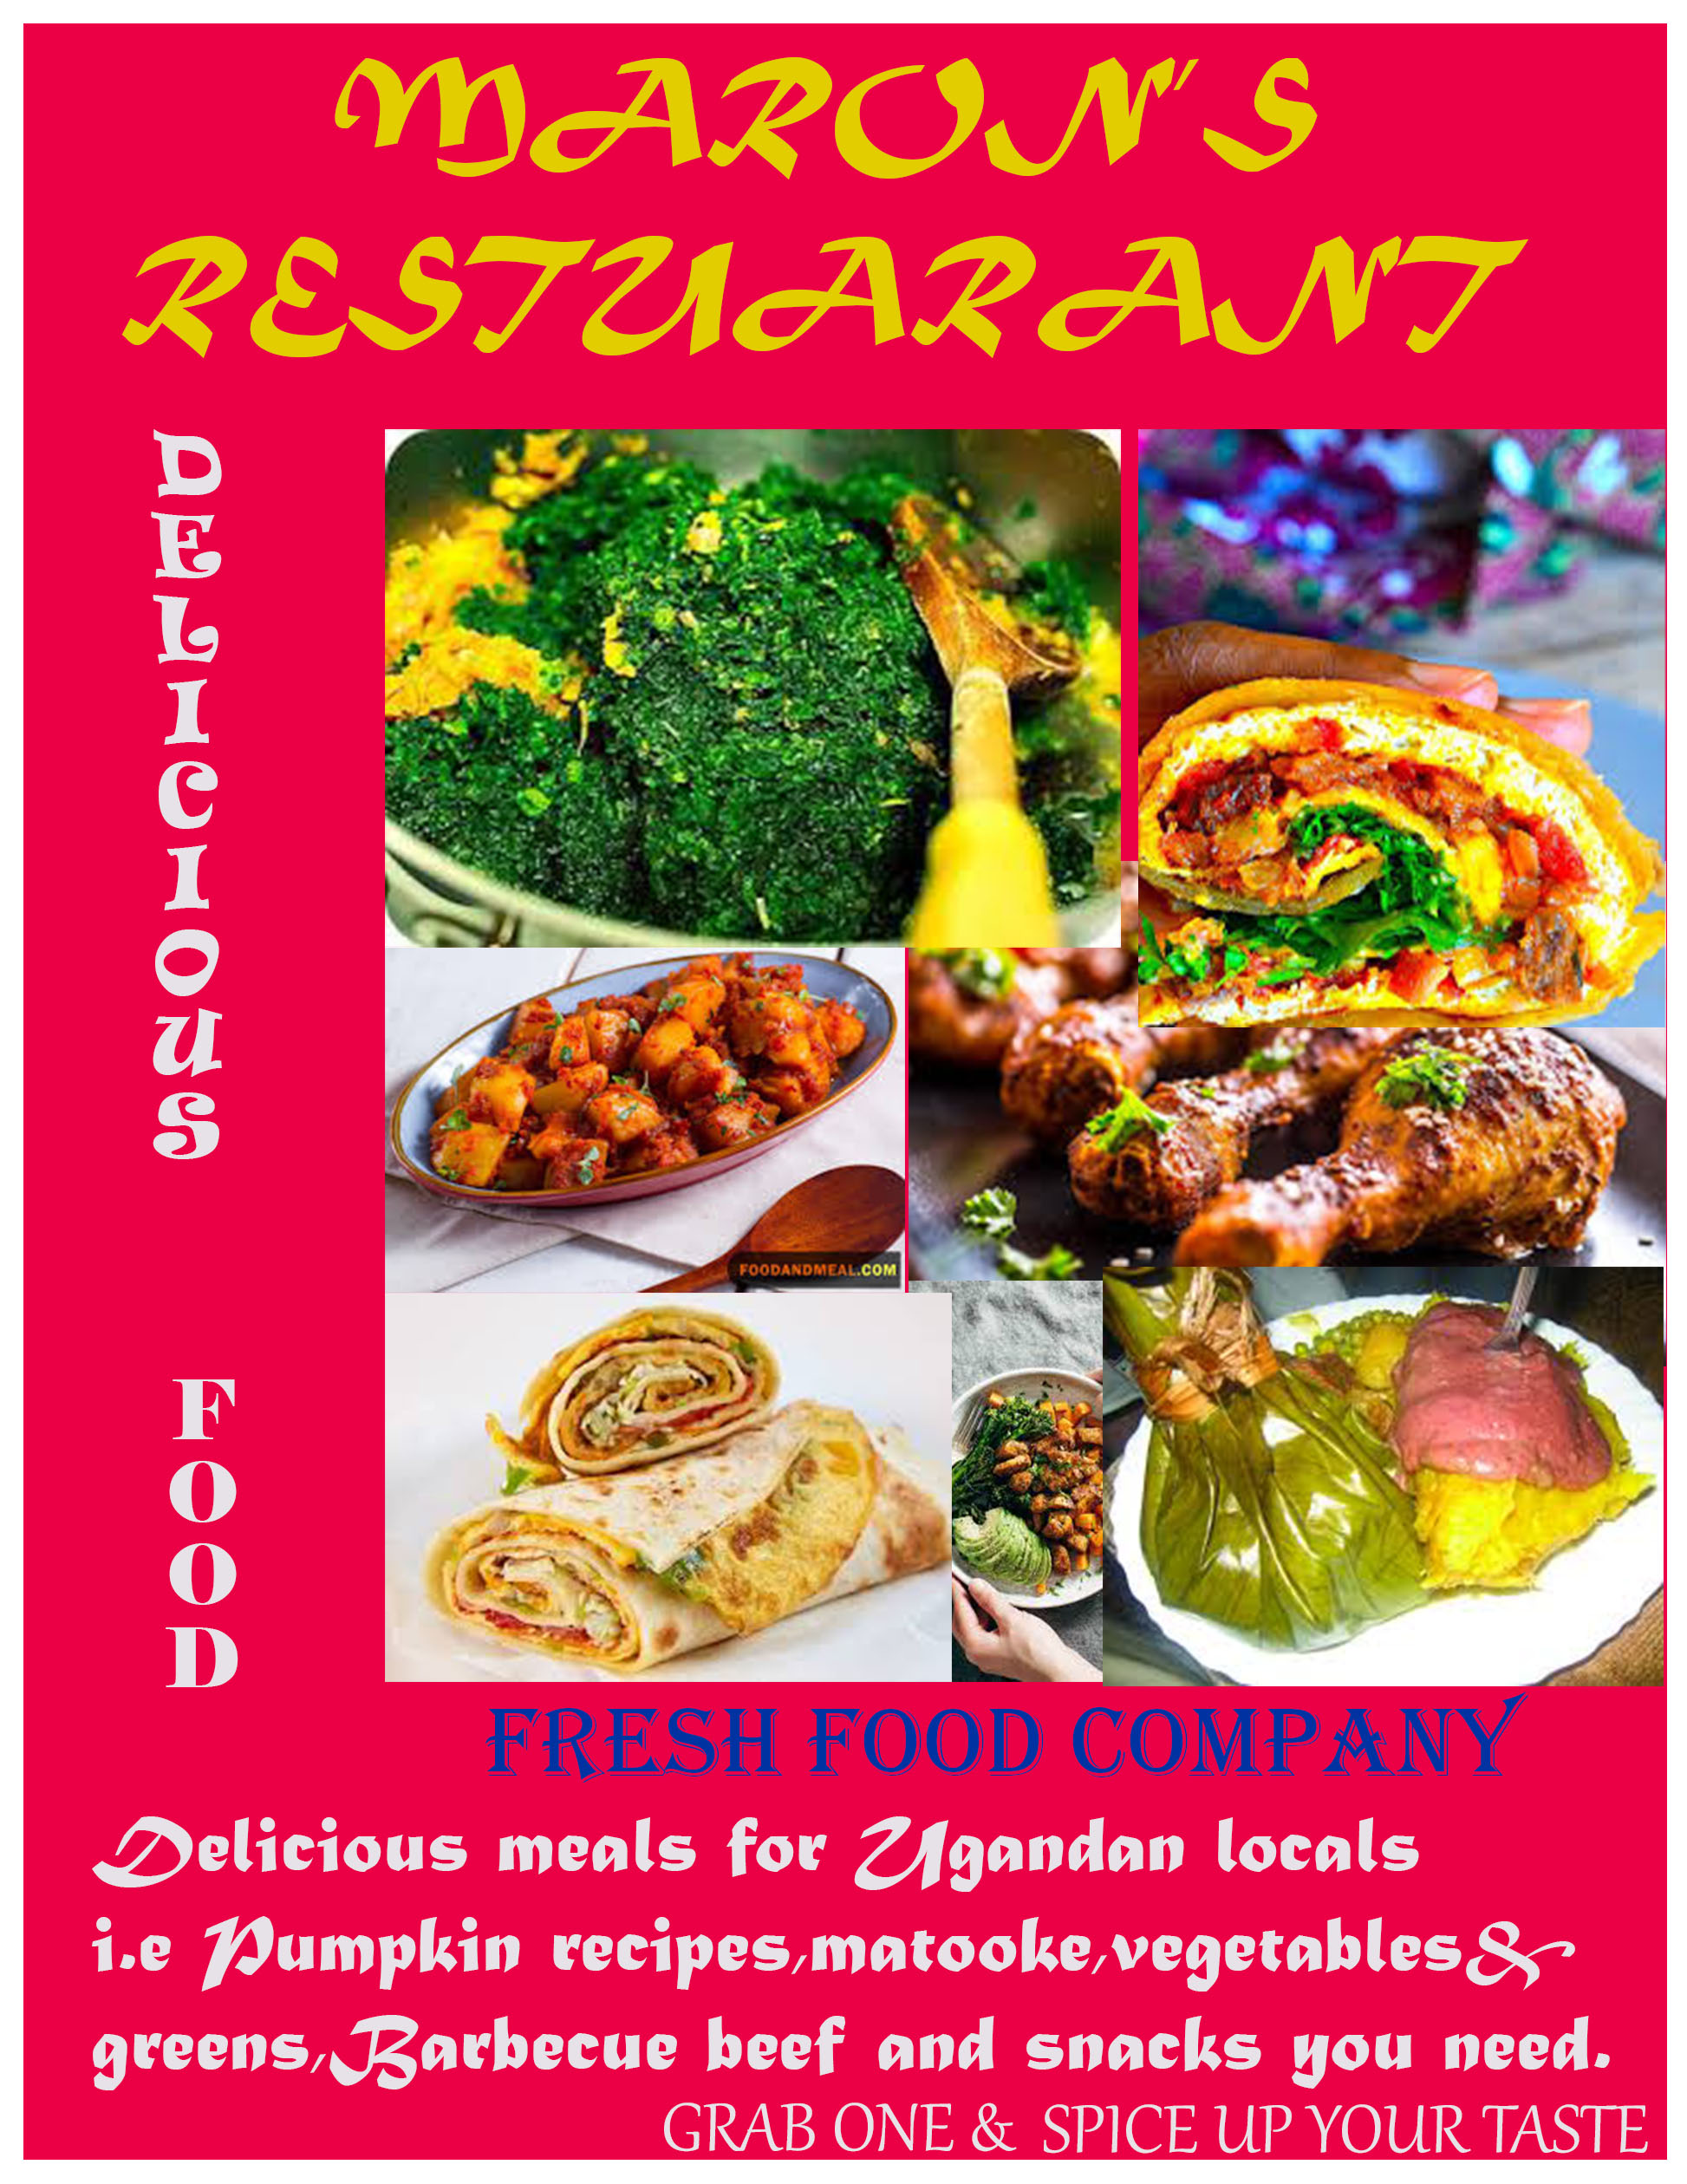 MARON'S
RESTUARANT
DELICIOUS
FOOD
FOODANDMEAL.COM
FRESH FOOD COMPANY
Delicious meals for Ugandan locals
i.e Pumpkin recipes,matooke,vegetables&
greens,Barbecue beef and snacks you need.
GRAB ONE & SPICE UP YOUR TASTE